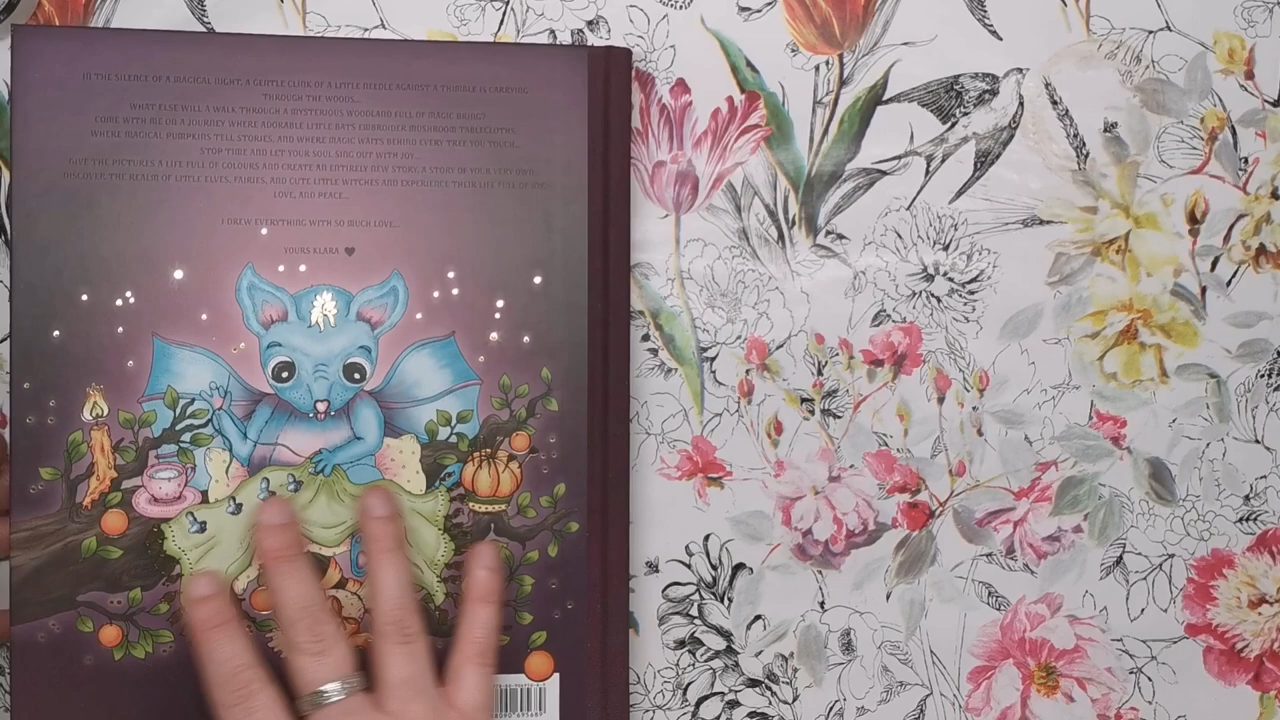 IN THE SILENCE OF A MAGICAL NIGHT, A GENTLE CLINK OF A LITTLE NEEDLE AGAINST A THIMBLE IS CARRYING
THROUGH THE WOODS...
WHAT ELSE WILL A WALK THROUGH A MYSTERIOUS WOODLAND FULL OF MAGIC BRING?
COME WITH ME ON A JOURNEY WHERE ADORABLE LITTLE BATS EMBROIDER MUSHROOM TABLECLOTHS,
WHERE MAGICAL PUMPKINS TELL STORIES, AND WHERE MAGIC WAITS BEHIND EVERY TREE YOU TOUCH...
STOP TIME AND LET YOUR SOUL SING OUT WITH JOY...
GIVE THE PICTURES A LIFE FULL OF COLOURS AND CREATE AN ENTIRELY NEW STORY, A STORY OF YOUR VERY OWN...
DISCOVER THE REALM OF LITTLE ELVES, FAIRIES, AND CUTE LITTLE WITCHES AND EXPERIENCE THEIR LIFE FULL OF JOY,
LOVE, AND PEACE...
I DREW EVERYTHING WITH SO MUCH LOVE...
YOURS KLARA